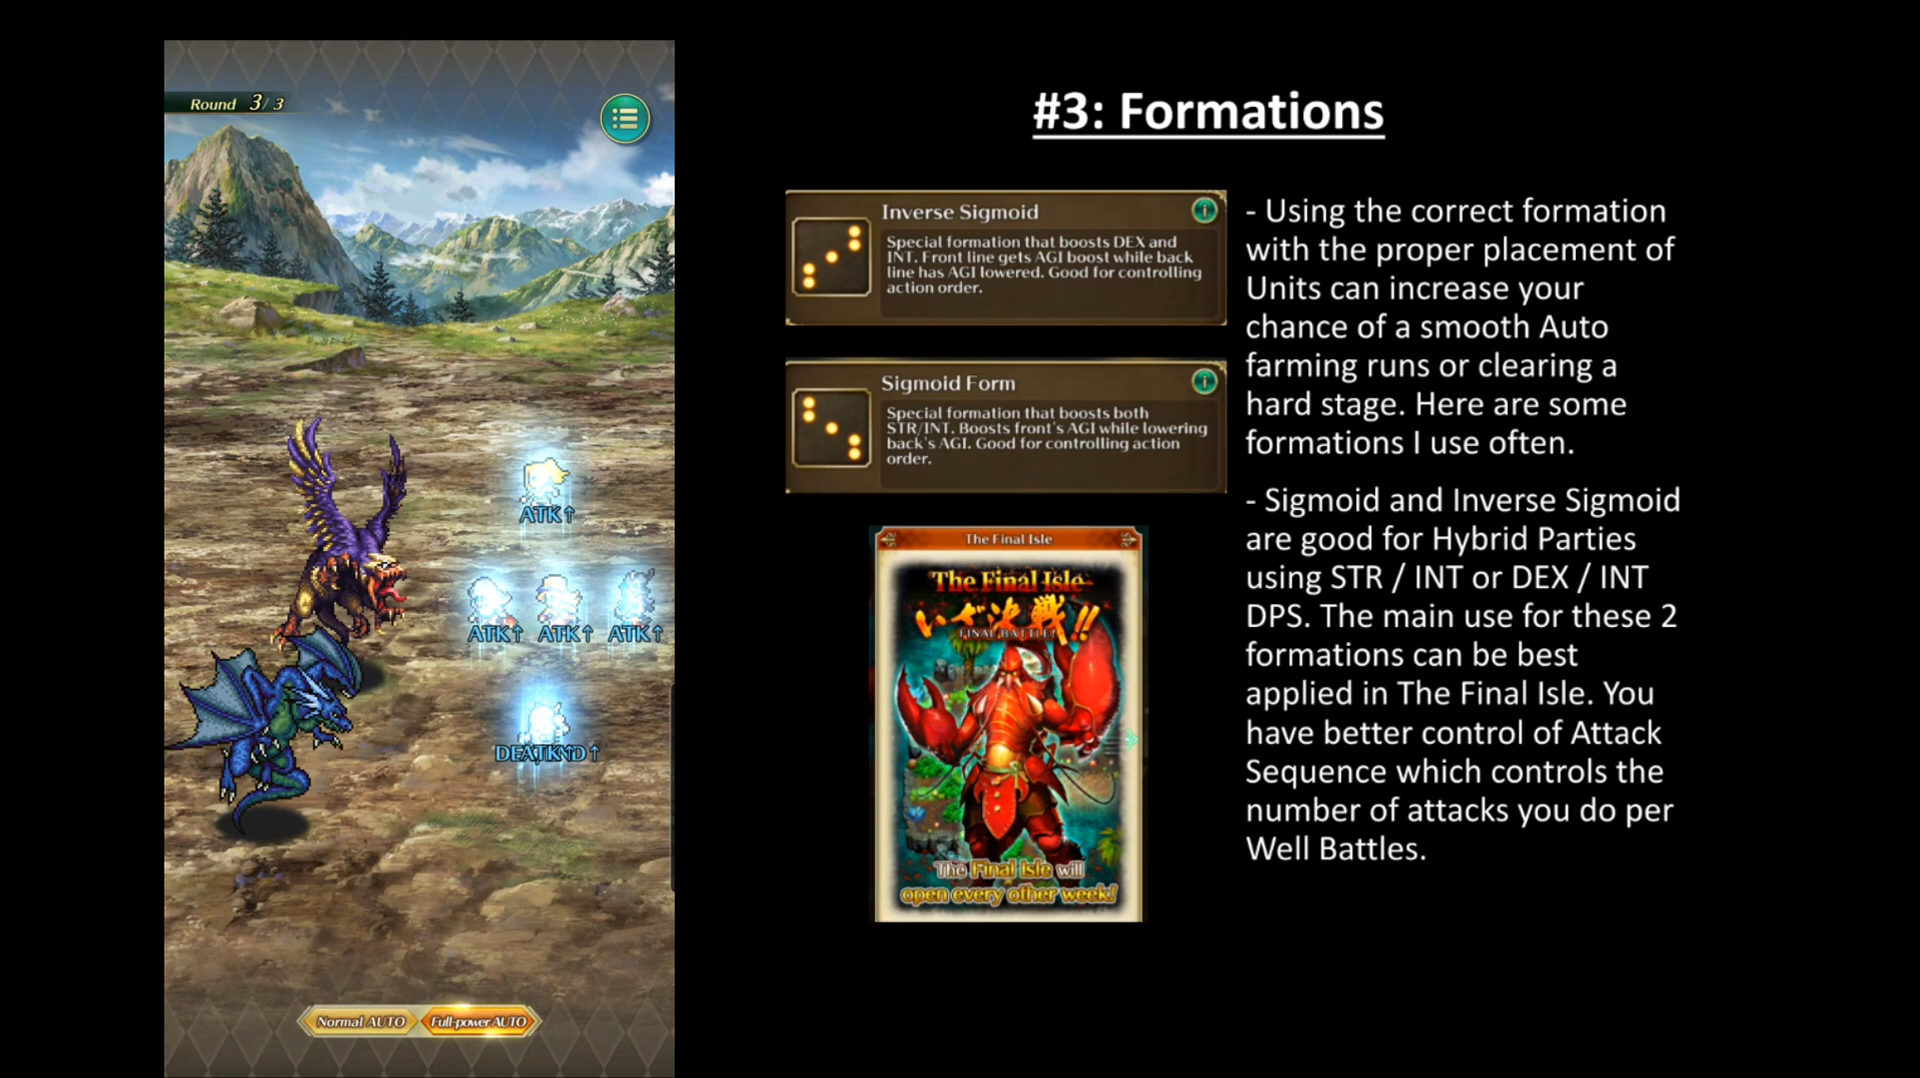 Round 3/3
ATK↑
ATK↑ ATK↑ ATK↑
Normal AUTO Full-power AUTO
#3: Formations
Inverse Sigmoid
Special formation that boosts DEX and
INT. Front line gets AGI boost while back
line has AGI lowered. Good for controlling
action order.
Sigmoid Form
Special formation that boosts both
STR/INT. Boosts front's AGI while lowering
back's AGI. Good for controlling action
order.
The Final Isle
The Final Isle
いざ決戦!!
FINAL BATTLE!
The Final Isle will
open every other week!
- Using the correct formation
with the proper placement of
Units can increase your
chance of a smooth Auto
farming runs or clearing a
hard stage. Here are some
formations I use often.
- Sigmoid and Inverse Sigmoid
are good for Hybrid Parties
using STR / INT or DEX / INT
DPS. The main use for these 2
formations can be best
applied in The Final Isle. You
have better control of Attack
Sequence which controls the
number of attacks you do per
Well Battles.